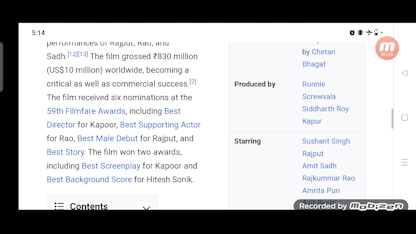 5:14
performances of Rajput, Rao, and
Sadh.[12][13] The film grossed ₹830 million
(US$10 million) worldwide, becoming a
critical as well as commercial success.[2]
The film received six nominations at the
59th Filmfare Awards, including Best
Director for Kapoor, Best Supporting Actor
for Rao, Best Male Debut for Rajput, and
Best Story. The film won two awards,
including Best Screenplay for Kapoor and
Best Background Score for Hitesh Sonik.
Contents
by Chetan
Bhagat
Produced by
Ronnie
Screwvala
Siddharth Roy
Kapur
Starring
Sushant Singh
Rajput
Amit Sadh
Rajkummar Rao
Amrita Puri
Recorded by Mobizen